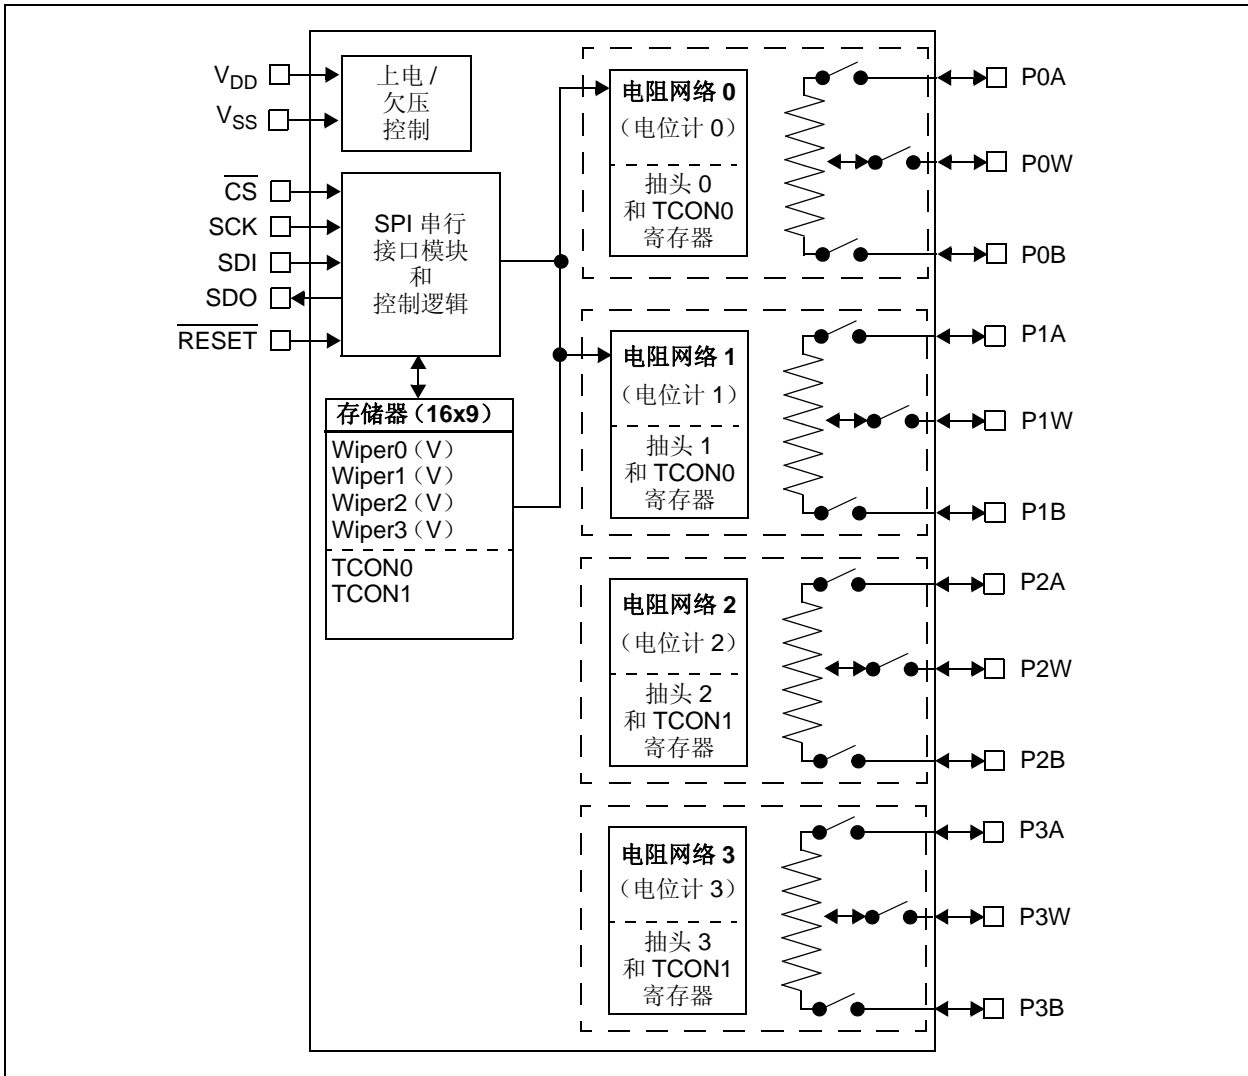 VDD
VSS
上电 /
欠压
控制
CS
SCK
SDI
SDO
RESET
SPI 串行
接口模块
和
控制逻辑
存储器（16x9）
Wiper0（V）
Wiper1（V）
Wiper2（V）
Wiper3（V）
TCON0
TCON1
电阻网络 0
（电位计 0）
抽头 0
和 TCON0
寄存器
P0A
P0W
P0B
电阻网络 1
（电位计 1）
抽头 1
和 TCON0
寄存器
P1A
P1W
P1B
电阻网络 2
（电位计 2）
抽头 2
和 TCON1
寄存器
P2A
P2W
P2B
电阻网络 3
（电位计 3）
抽头 3
和 TCON1
寄存器
P3A
P3W
P3B